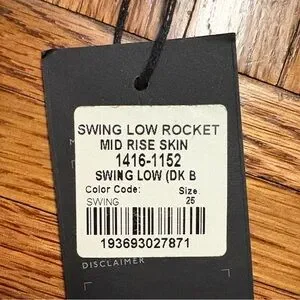 SWING LOW ROCKET
MID RISE SKIN
1416-1152
SWING LOW (DK B
Color Code: Size
SWING 25
193693027871
DISCLAIMER